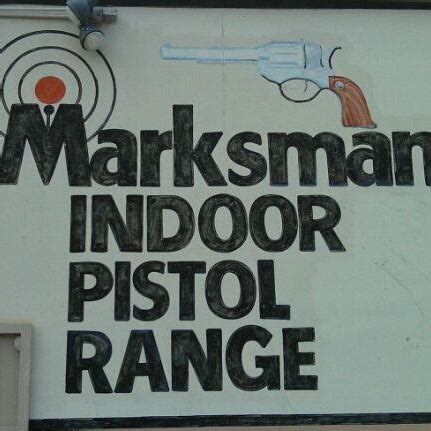 Marksman
INDOOR
PISTOL
RANGE